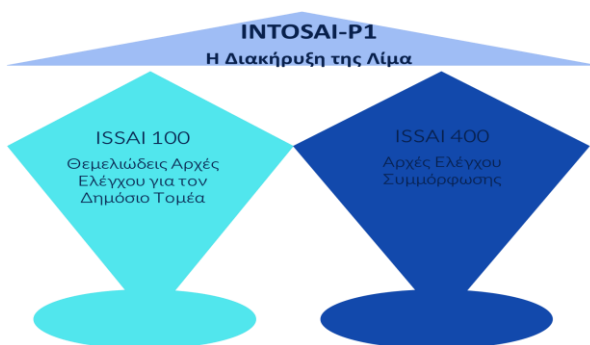 INTOSAI-P1
Η Διακήρυξη της Λίμα
ISSAI 100
Θεμελιώδεις Αρχές
Ελέγχου για τον
Δημόσιο Τομέα
ISSAI 400
Αρχές Ελέγχου
Συμμόρφωσης